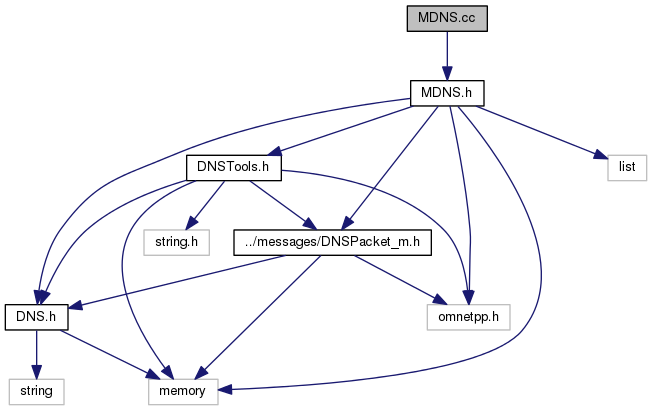 MDNS.cc
MDNS.h
DNSTools.h
list
string.h
../messages/DNSPacket_m.h
DNS.h
omnetpp.h
string
memory